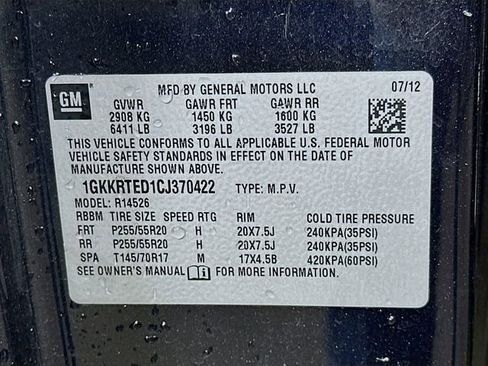 GM
MFD BY GENERAL MOTORS LLC 07/12
GVWR GAWR FRT GAWR RR
2908 KG 1450 KG 1600 KG
6411 LB 3196 LB 3527 LB
THIS VEHICLE CONFORMS TO ALL APPLICABLE U.S. FEDERAL MOTOR
VEHICLE SAFETY STANDARDS IN EFFECT ON THE DATE OF
MANUFACTURE SHOWN ABOVE.
1GKKRTED1CJ370422 TYPE: M.P.V.
MODEL: R14526
RBBM TIRE SIZE SPEED RTG RIM COLD TIRE PRESSURE
FRT P255/55R20 H 20X7.5J 240KPA(35PSI)
RR P255/55R20 H 20X7.5J 240KPA(35PSI)
SPA T145/70R17 M 17X4.5B 420KPA(60PSI)
SEE OWNER'S MANUAL FOR MORE INFORMATION.